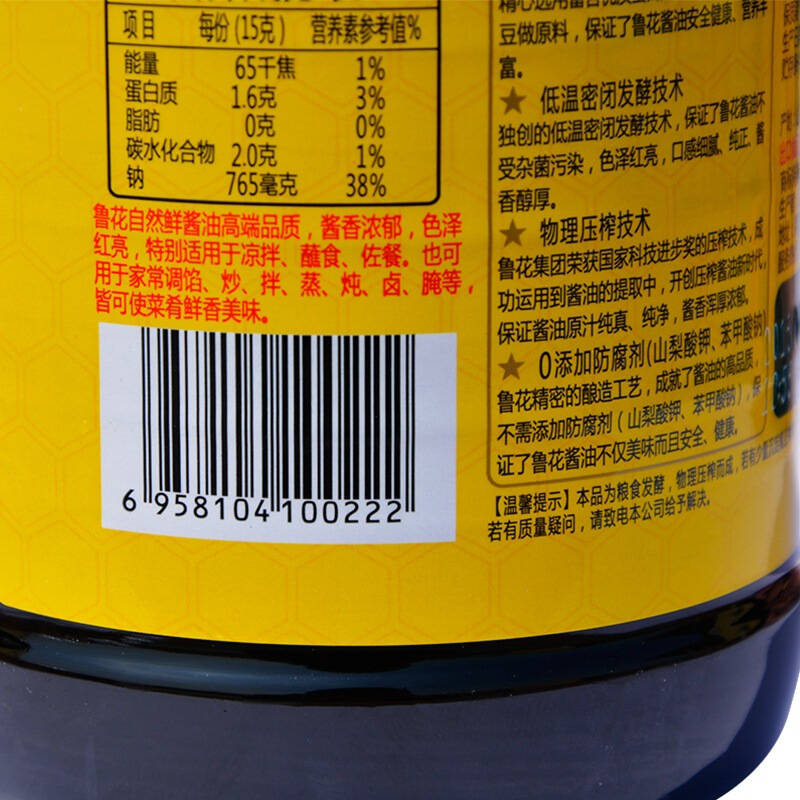 项目 每份(15克) 营养素参考值%
能量 65千焦 1%
蛋白质 1.6克 3%
脂肪 0克 0%
碳水化合物 2.0克 1%
钠 765毫克 38%
鲁花自然鲜酱油高端品质，酱香浓郁，色泽
红亮，特别适用于凉拌、蘸食、佐餐。也可
用于家常调馅、炒、拌、蒸、炖、卤、腌等，
皆可使菜肴鲜香美味。
6 958104 100222
豆做原料，保证了鲁花酱油安全健康、营养丰
富。
★ 低温密闭发酵技术
独创的低温密闭发酵技术，保证了鲁花酱油不
受杂菌污染，色泽红亮，口感细腻、纯正、酱
香醇厚。
★ 物理压榨技术
鲁花集团荣获国家科技进步奖的压榨技术，成
功运用到酱油的提取中，开创压榨酱油新时代，
保证酱油原汁纯真、纯净，酱香浑厚浓郁。
★ 0添加防腐剂(山梨酸钾、苯甲酸钠)
鲁花精密的酿造工艺，成就了酱油的高品质，
不需添加防腐剂（山梨酸钾、苯甲酸钠），保
证了鲁花酱油不仅美味而且安全、健康。
【温馨提示】本品为粮食发酵，物理压榨而成，若有少量
若有质量疑问，请致电本公司给予解决。